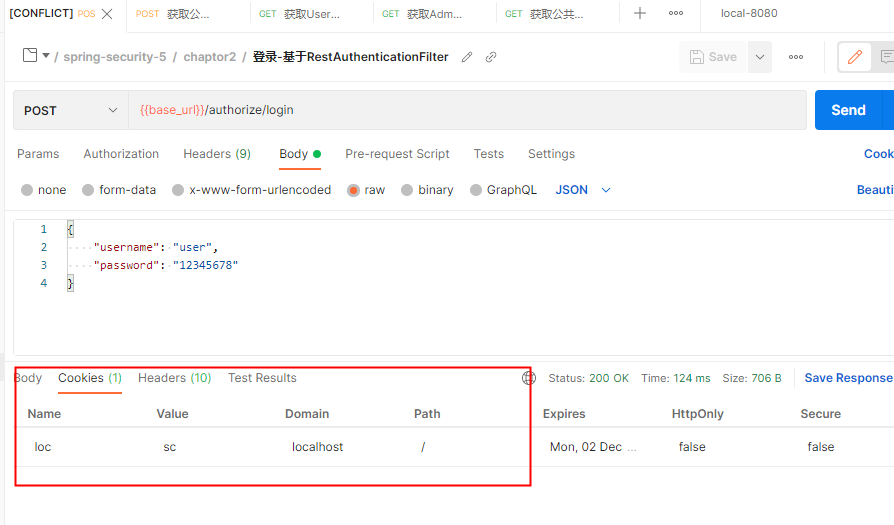 [CONFLICT] POS POST 获取公... GET 获取User... GET 获取Adm... GET 获取公共... local-8080
/ spring-security-5 / chaptor2 / 登录-基于RestAuthenticationFilter Save
POST {{base_url}}/authorize/login Send
Params Authorization Headers (9) Body Pre-request Script Tests Settings Cook
none form-data x-www-form-urlencoded raw binary GraphQL JSON Beauti
1 {
2 "username": "user",
3 "password": "12345678"
4 }
Body Cookies (1) Headers (10) Test Results Status: 200 OK Time: 124 ms Size: 706 B Save Response
Name Value Domain Path Expires HttpOnly Secure
loc sc localhost / Mon, 02 Dec ... false false